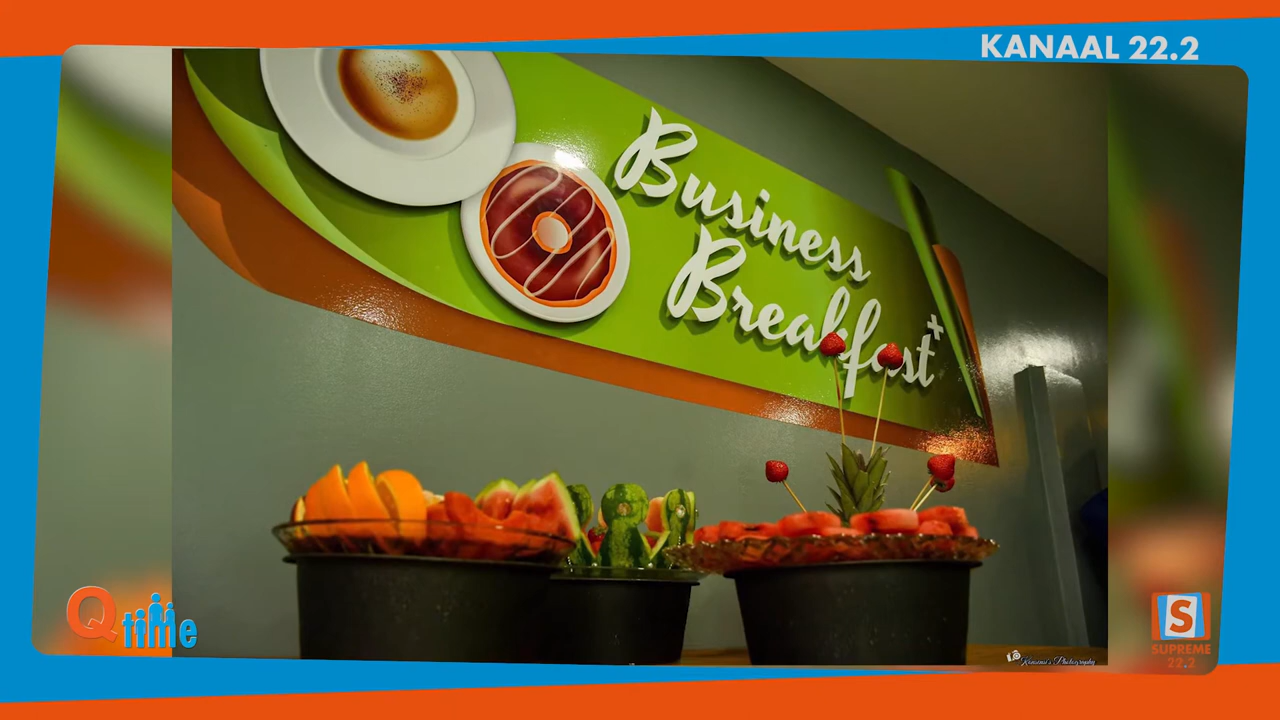 KANAAL 22.2
Business
Breakfast+
Qtime
S
SUPREME
22.2